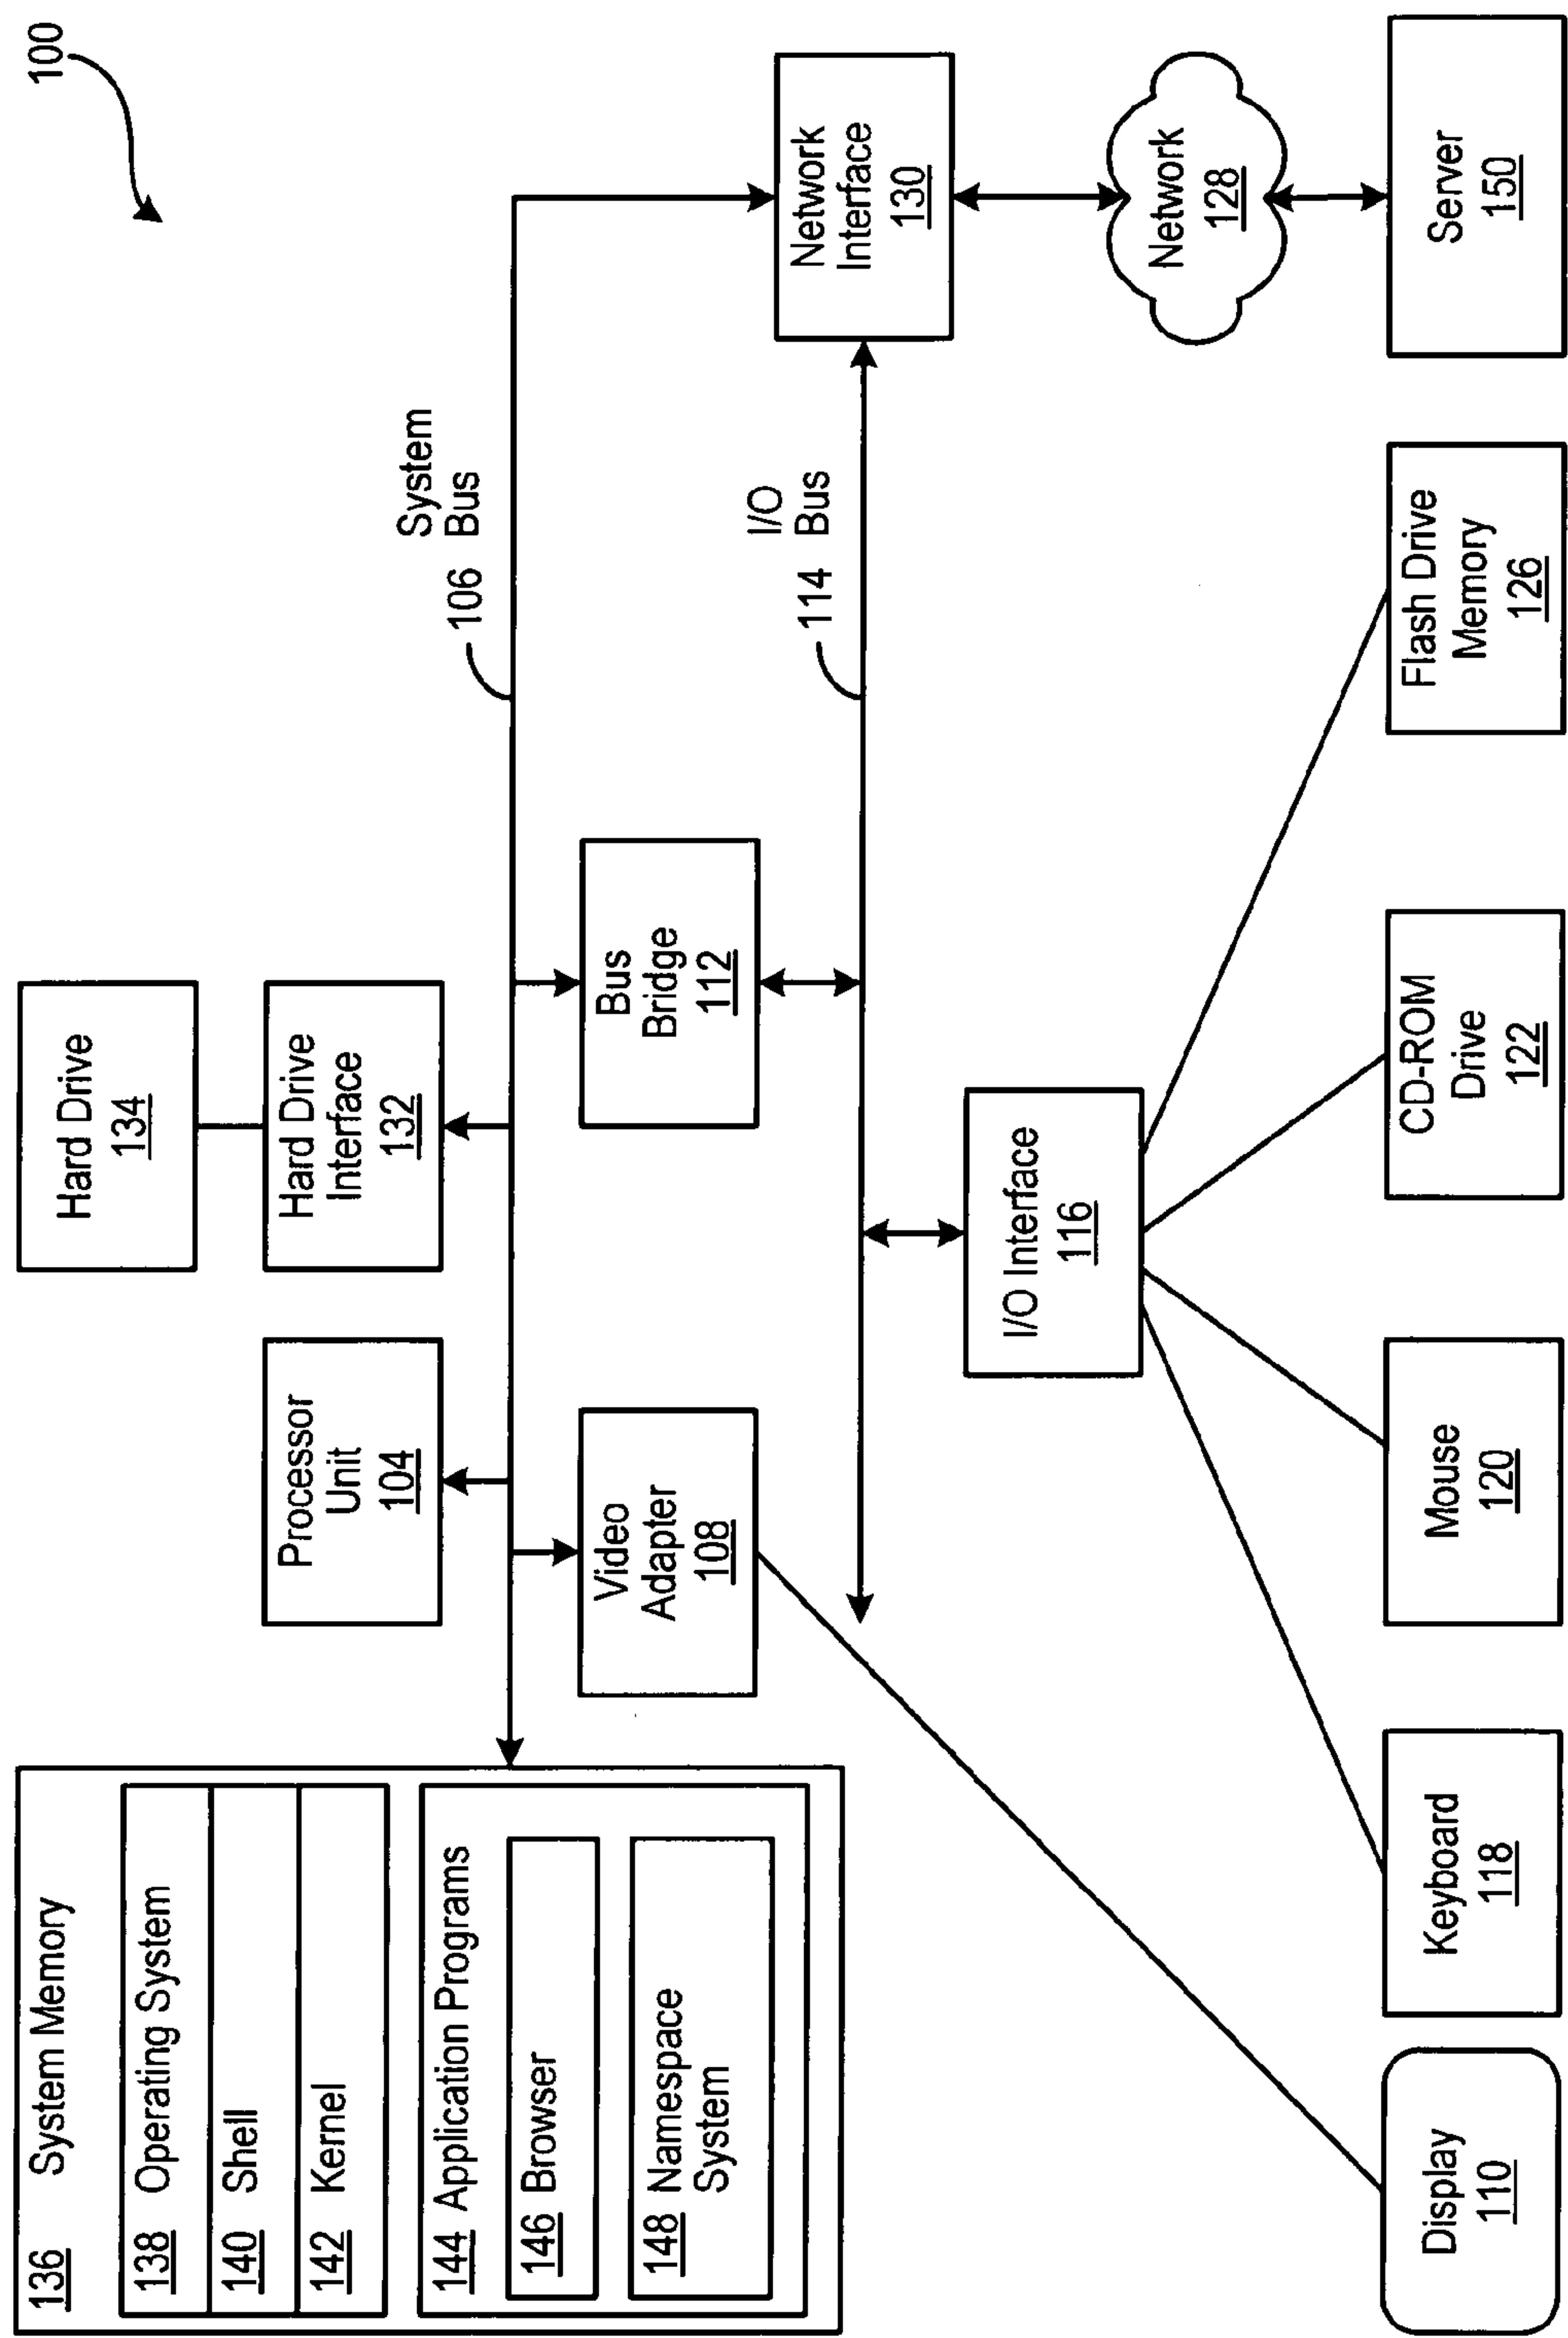 100
136 System Memory
138 Operating System
140 Shell
142 Kernel
144 Application Programs
146 Browser
148 Namespace
System
Hard Drive
134
Processor
Unit
104
Hard Drive
Interface
132
System
106 Bus
Video
Adapter
108
Bus
Bridge
112
I/O
114 Bus
Network
Interface
130
I/O Interface
116
Network
128
Display
110
Keyboard
118
Mouse
120
CD-ROM
Drive
122
Flash Drive
Memory
126
Server
150